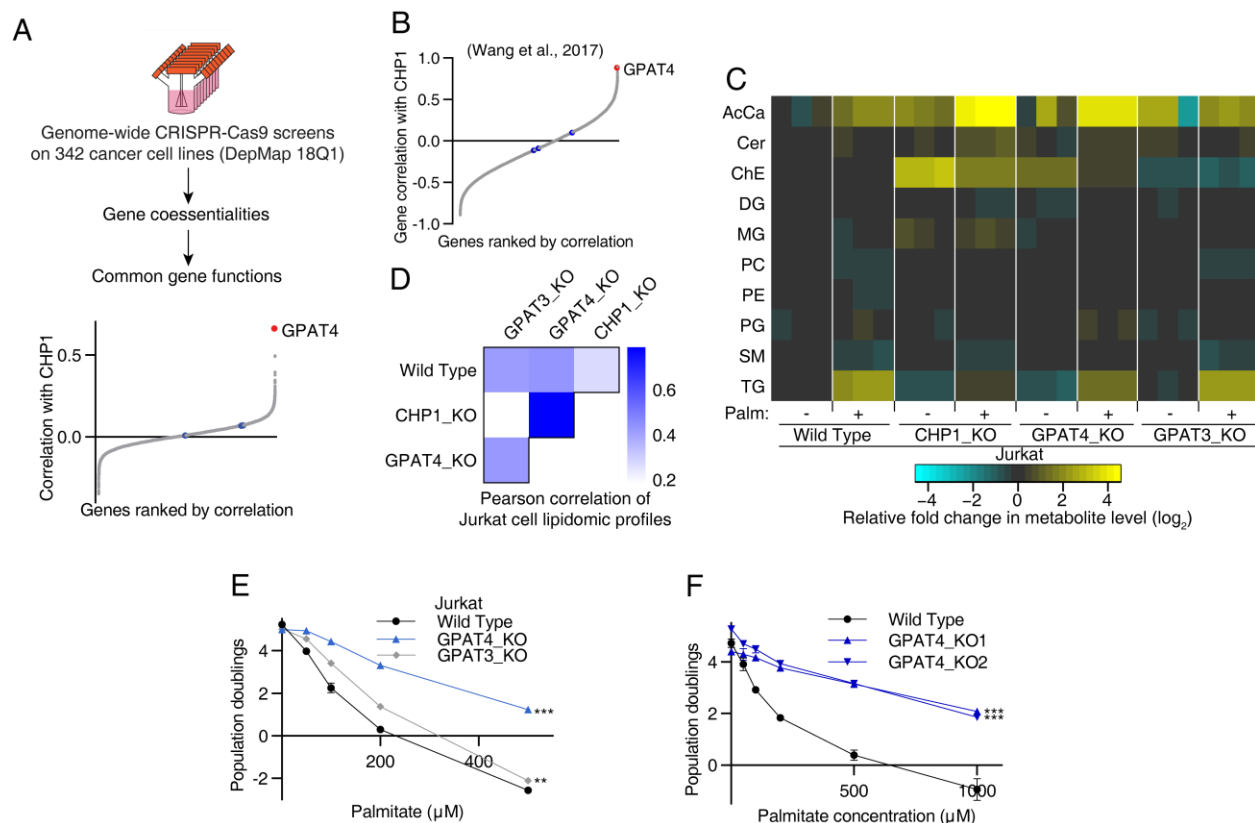 A
Genome-wide CRISPR-Cas9 screens
on 342 cancer cell lines (DepMap 18Q1)
Gene coessentialities
Common gene functions
Correlation with CHP1
0.5
0.0
GPAT4
Genes ranked by correlation
B
(Wang et al., 2017)
Gene correlation with CHP1
1.0
0.5
0.0
-0.5
-1.0
GPAT4
Genes ranked by correlation
C
AcCa
Cer
ChE
DG
MG
PC
PE
PG
SM
TG
Palm: - + - + - + - +
Wild Type CHP1_KO GPAT4_KO GPAT3_KO
Jurkat
−4 −2 0 2 4
Relative fold change in metabolite level (log2)
D
GPAT3_KO GPAT4_KO CHP1_KO
Wild Type
CHP1_KO
GPAT4_KO
0.6
0.4
0.2
Pearson correlation of
Jurkat cell lipidomic profiles
E
Jurkat
Wild Type
GPAT4_KO
GPAT3_KO
Population doublings
4
2
0
-2
200 400
***
**
Palmitate (µM)
F
Wild Type
GPAT4_KO1
GPAT4_KO2
Population doublings
4
2
0
500 1000
***
***
Palmitate concentration (µM)